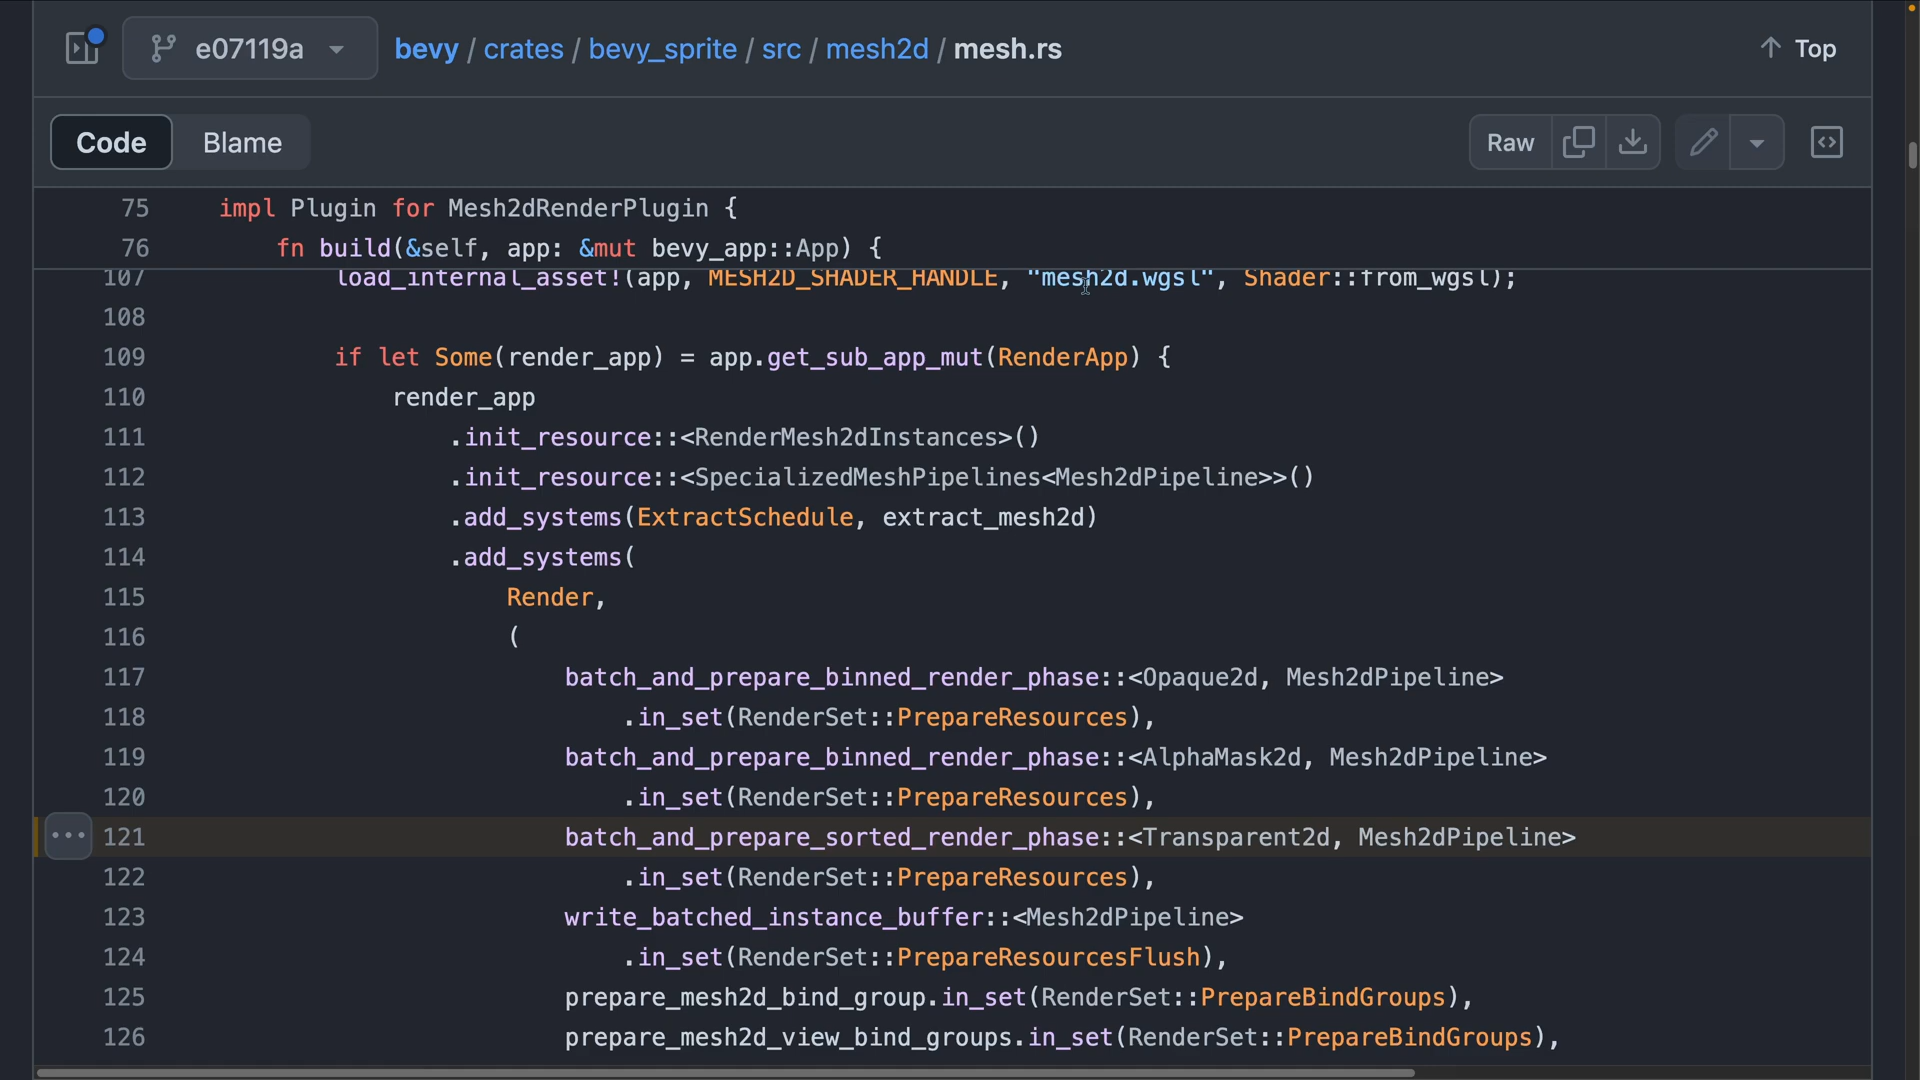 e07119a bevy / crates / bevy_sprite / src / mesh2d / mesh.rs Top
Code Blame Raw
75 impl Plugin for Mesh2dRenderPlugin {
76 fn build(&self, app: &mut bevy_app::App) {
107 load_internal_asset!(app, MESH2D_SHADER_HANDLE, "mesh2d.wgsl", Shader::from_wgsl);
108
109 if let Some(render_app) = app.get_sub_app_mut(RenderApp) {
110 render_app
111 .init_resource::<RenderMesh2dInstances>()
112 .init_resource::<SpecializedMeshPipelines<Mesh2dPipeline>>()
113 .add_systems(ExtractSchedule, extract_mesh2d)
114 .add_systems(
115 Render,
116 (
117 batch_and_prepare_binned_render_phase::<Opaque2d, Mesh2dPipeline>
118 .in_set(RenderSet::PrepareResources),
119 batch_and_prepare_binned_render_phase::<AlphaMask2d, Mesh2dPipeline>
120 .in_set(RenderSet::PrepareResources),
121 batch_and_prepare_sorted_render_phase::<Transparent2d, Mesh2dPipeline>
122 .in_set(RenderSet::PrepareResources),
123 write_batched_instance_buffer::<Mesh2dPipeline>
124 .in_set(RenderSet::PrepareResourcesFlush),
125 prepare_mesh2d_bind_group.in_set(RenderSet::PrepareBindGroups),
126 prepare_mesh2d_view_bind_groups.in_set(RenderSet::PrepareBindGroups),